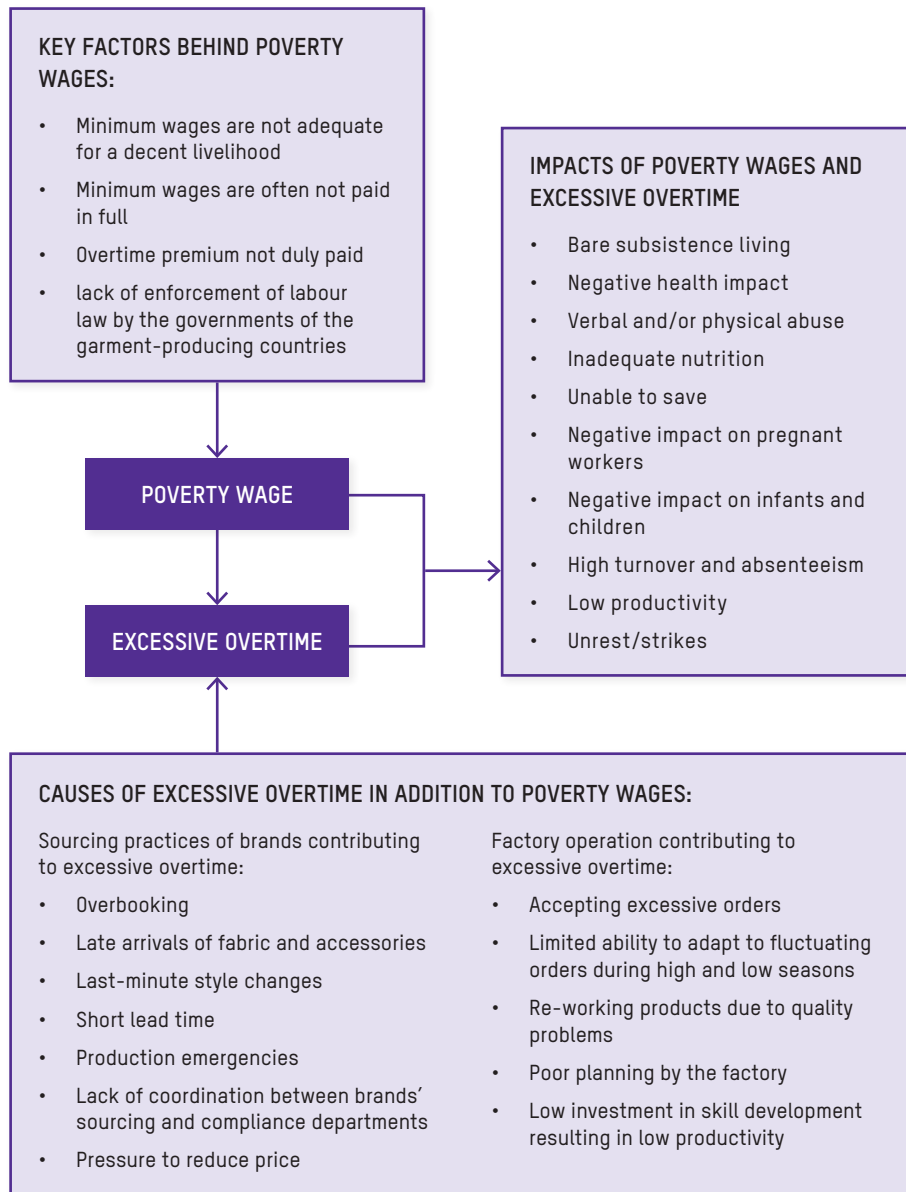 KEY FACTORS BEHIND POVERTY
WAGES:
• Minimum wages are not adequate
for a decent livelihood
• Minimum wages are often not paid
in full
• Overtime premium not duly paid
• lack of enforcement of labour
law by the governments of the
garment-producing countries
POVERTY WAGE
EXCESSIVE OVERTIME
IMPACTS OF POVERTY WAGES AND
EXCESSIVE OVERTIME
• Bare subsistence living
• Negative health impact
• Verbal and/or physical abuse
• Inadequate nutrition
• Unable to save
• Negative impact on pregnant
workers
• Negative impact on infants and
children
• High turnover and absenteeism
• Low productivity
• Unrest/strikes
CAUSES OF EXCESSIVE OVERTIME IN ADDITION TO POVERTY WAGES:
Sourcing practices of brands contributing
to excessive overtime:
• Overbooking
• Late arrivals of fabric and accessories
• Last-minute style changes
• Short lead time
• Production emergencies
• Lack of coordination between brands’
sourcing and compliance departments
• Pressure to reduce price
Factory operation contributing to
excessive overtime:
• Accepting excessive orders
• Limited ability to adapt to fluctuating
orders during high and low seasons
• Re-working products due to quality
problems
• Poor planning by the factory
• Low investment in skill development
resulting in low productivity